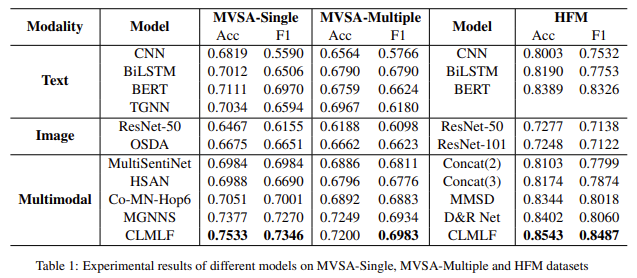 Modality Model MVSA-Single MVSA-Multiple Model HFM
Acc F1 Acc F1 Acc F1
Text CNN 0.6819 0.5590 0.6564 0.5766 CNN 0.8003 0.7532
BiLSTM 0.7012 0.6506 0.6790 0.6790 BiLSTM 0.8190 0.7753
BERT 0.7111 0.6970 0.6759 0.6624 BERT 0.8389 0.8326
TGNN 0.7034 0.6594 0.6967 0.6180
Image ResNet-50 0.6467 0.6155 0.6188 0.6098 ResNet-50 0.7277 0.7138
OSDA 0.6675 0.6651 0.6662 0.6623 ResNet-101 0.7248 0.7122
Multimodal MultiSentiNet 0.6984 0.6984 0.6886 0.6811 Concat(2) 0.8103 0.7799
HSAN 0.6988 0.6690 0.6796 0.6776 Concat(3) 0.8174 0.7874
Co-MN-Hop6 0.7051 0.7001 0.6892 0.6883 MMSD 0.8344 0.8018
MGNNS 0.7377 0.7270 0.7249 0.6934 D&R Net 0.8402 0.8060
CLMLF 0.7533 0.7346 0.7200 0.6983 CLMLF 0.8543 0.8487
Table 1: Experimental results of different models on MVSA-Single, MVSA-Multiple and HFM datasets